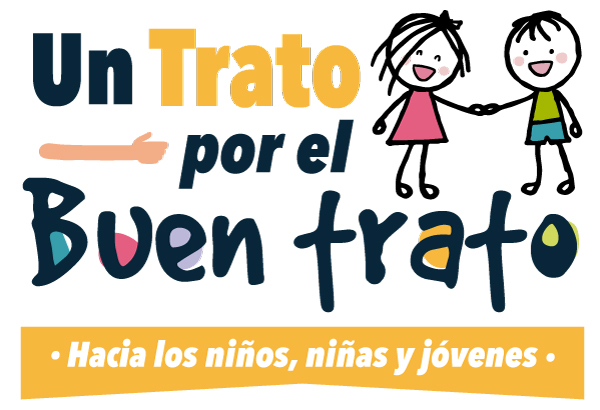 Un Trato
por el
Buen trato
• Hacia los niños, niñas y jóvenes •